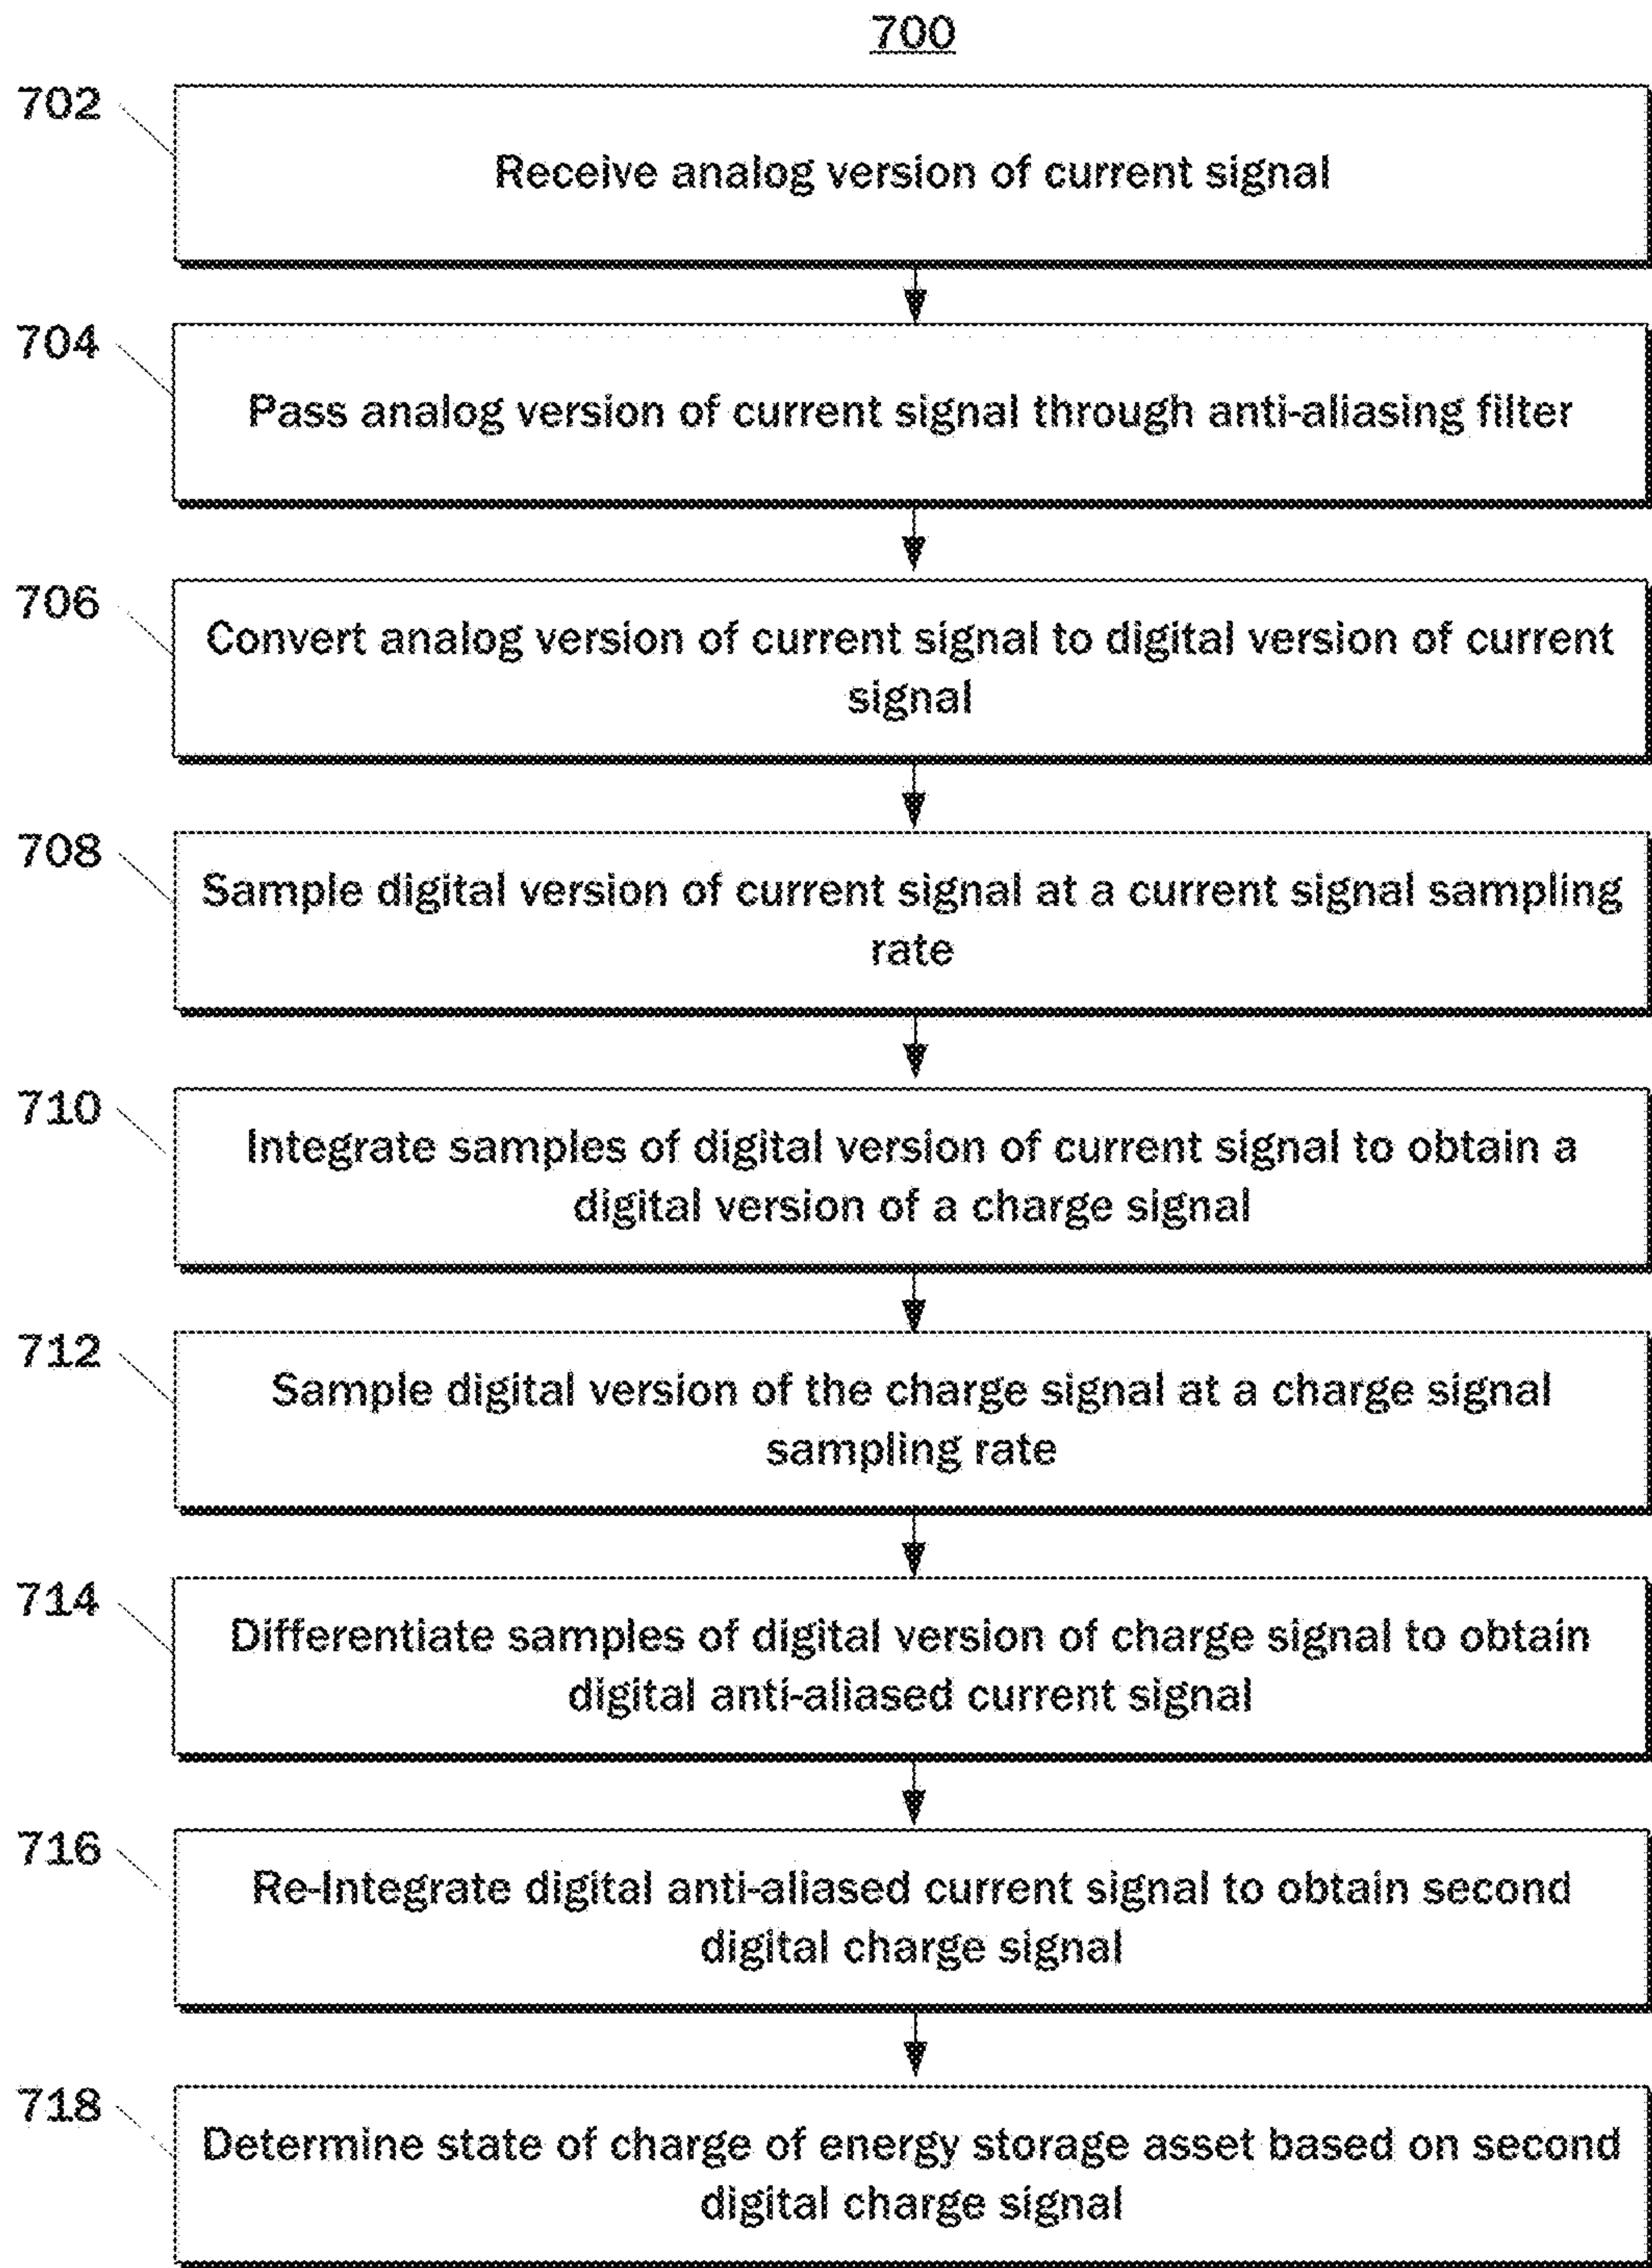 700
702
Receive analog version of current signal
704
Pass analog version of current signal through anti-aliasing filter
706
Convert analog version of current signal to digital version of current
signal
708
Sample digital version of current signal at a current signal sampling
rate
710
Integrate samples of digital version of current signal to obtain a
digital version of a charge signal
712
Sample digital version of the charge signal at a charge signal
sampling rate
714
Differentiate samples of digital version of charge signal to obtain
digital anti-aliased current signal
716
Re-Integrate digital anti-aliased current signal to obtain second
digital charge signal
718
Determine state of charge of energy storage asset based on second
digital charge signal